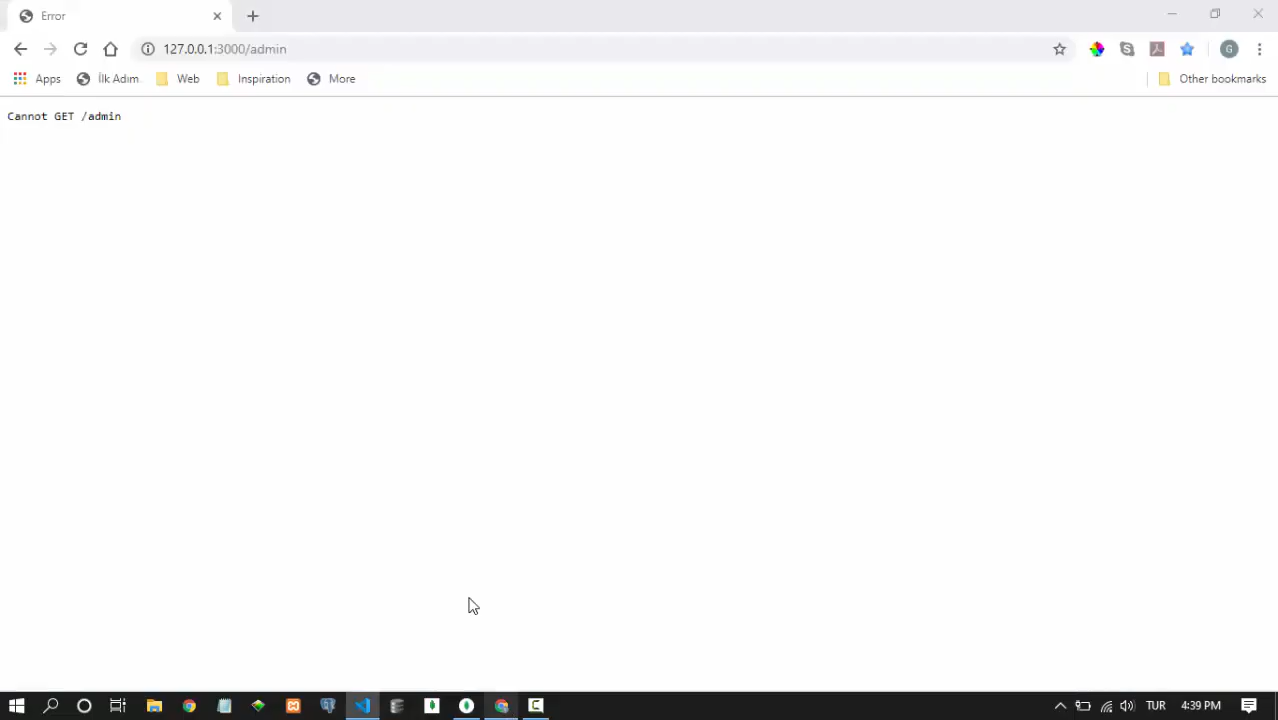 Error
127.0.0.1:3000/admin
G
Apps İlk Adım Web Inspiration More Other bookmarks
Cannot GET /admin
TUR 4:39 PM